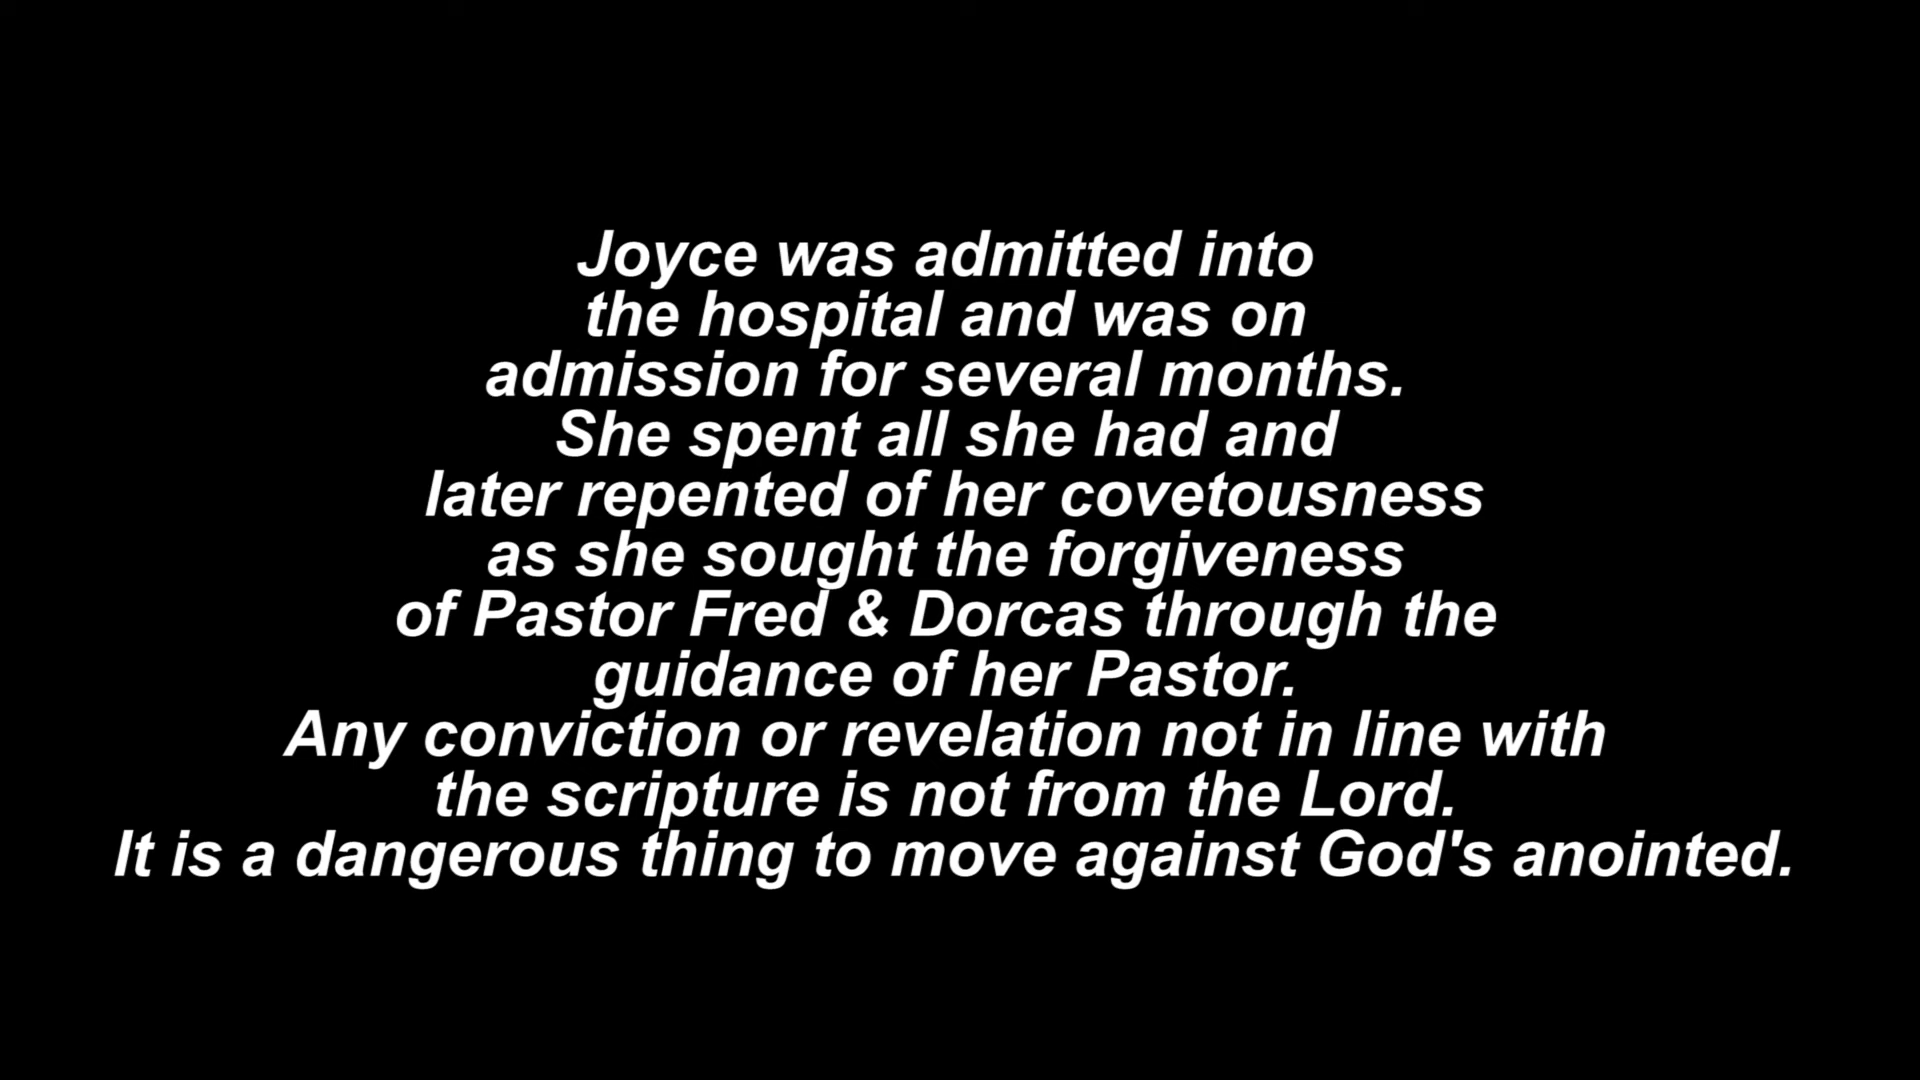 Joyce was admitted into
the hospital and was on
admission for several months.
She spent all she had and
later repented of her covetousness
as she sought the forgiveness
of Pastor Fred & Dorcas through the
guidance of her Pastor.
Any conviction or revelation not in line with
the scripture is not from the Lord.
It is a dangerous thing to move against God's anointed.